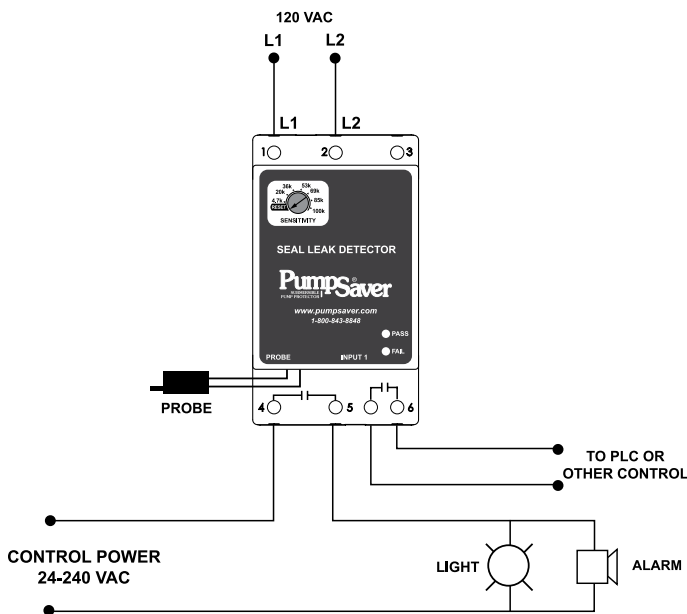 120 VAC
L1 L2
L1 L2
1 2 3
36k 53k
20k 69k
4.7k 85k
RESET 100k
SENSITIVITY
SEAL LEAK DETECTOR
PumpSaver®
SUBMERSIBLE
PUMP PROTECTOR
www.pumpsaver.com
1-800-843-8848
PASS
FAIL
PROBE INPUT 1
PROBE
4 5 6
TO PLC OR
OTHER CONTROL
CONTROL POWER
24-240 VAC
LIGHT
ALARM